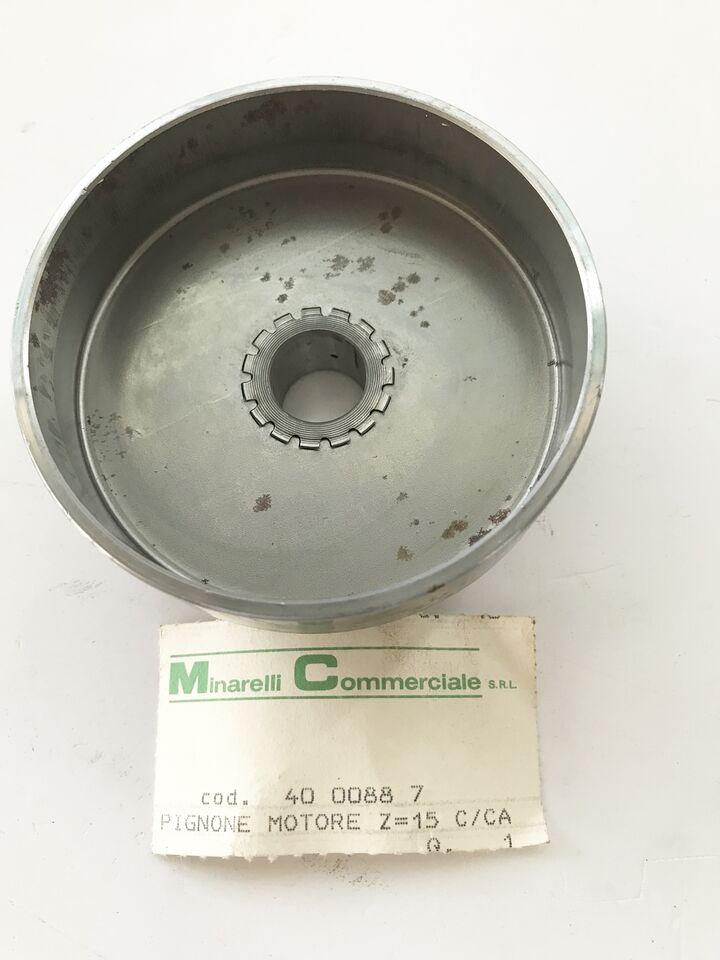 Minarelli Commerciale S.R.L.
cod. 40 0088 7
PIGNONE MOTORE Z=15 C/CA
Q. 1